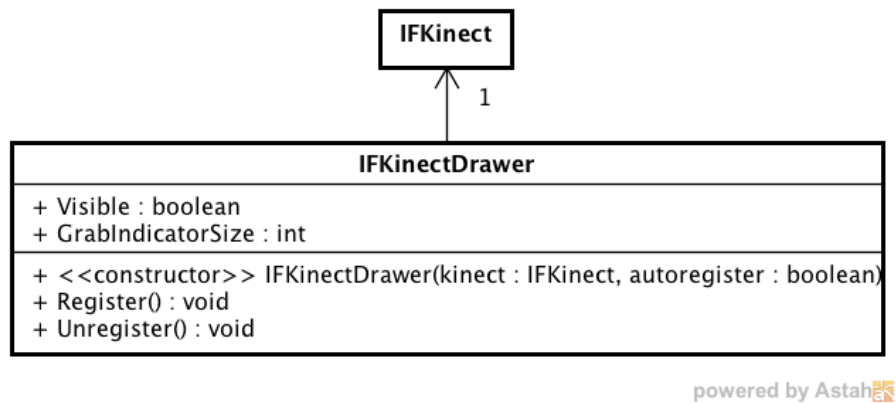 IFKinect
1
IFKinectDrawer
+ Visible : boolean
+ GrabIndicatorSize : int
+ <<constructor>> IFKinectDrawer(kinect : IFKinect, autoregister : boolean)
+ Register() : void
+ Unregister() : void
powered by Astah